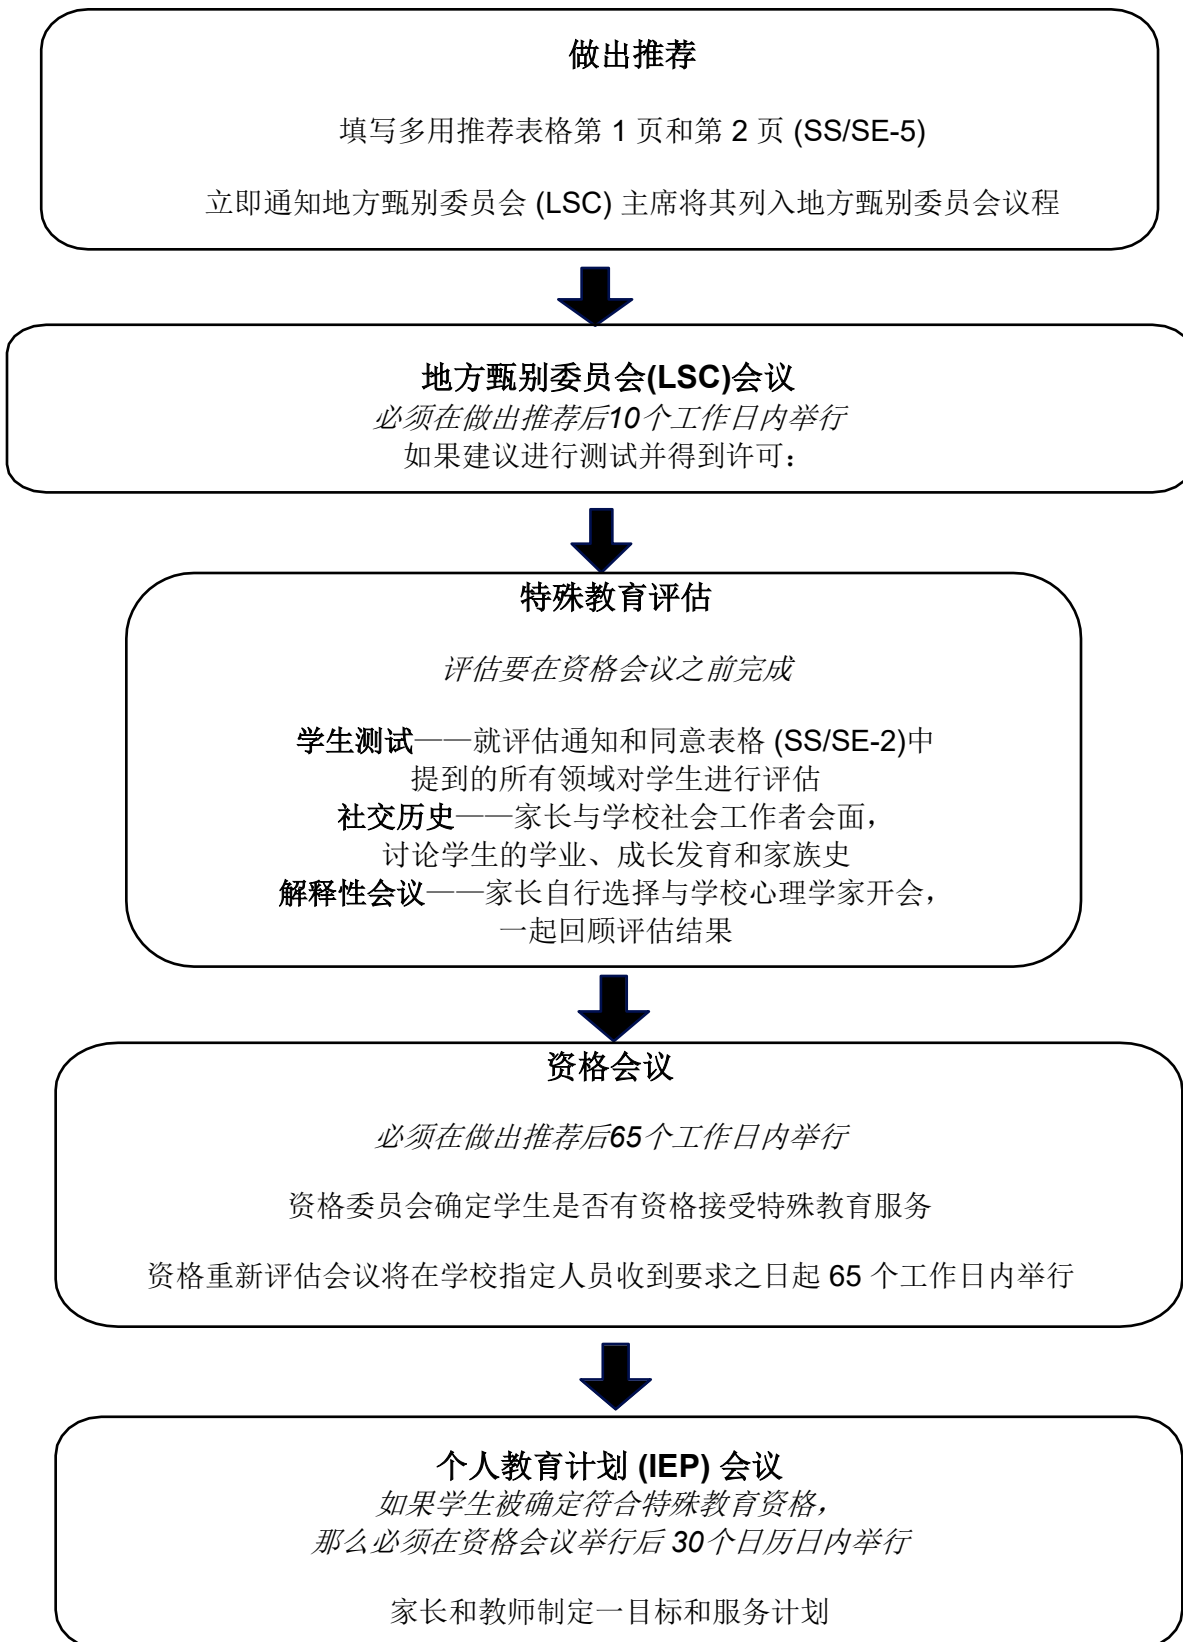 做出推荐
填写多用推荐表格第 1 页和第 2 页 (SS/SE-5)
立即通知地方甄别委员会 (LSC) 主席将其列入地方甄别委员会议程
地方甄别委员会(LSC)会议
必须在做出推荐后10个工作日内举行
如果建议进行测试并得到许可：
特殊教育评估
评估要在资格会议之前完成
学生测试——就评估通知和同意表格 (SS/SE-2)中
提到的所有领域对学生进行评估
社交历史——家长与学校社会工作者会面，
讨论学生的学业、成长发育和家族史
解释性会议——家长自行选择与学校心理学家开会，
一起回顾评估结果
资格会议
必须在做出推荐后65个工作日内举行
资格委员会确定学生是否有资格接受特殊教育服务
资格重新评估会议将在学校指定人员收到要求之日起 65 个工作日内举行
个人教育计划 (IEP) 会议
如果学生被确定符合特殊教育资格，
那么必须在资格会议举行后 30个日历日内举行
家长和教师制定一目标和服务计划